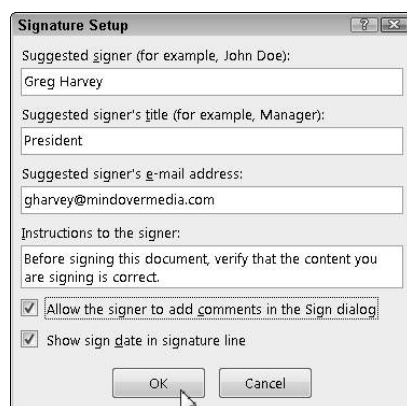 Signature Setup
Suggested signer (for example, John Doe):
Greg Harvey
Suggested signer's title (for example, Manager):
President
Suggested signer's e-mail address:
gharvey@mindovermedia.com
Instructions to the signer:
Before signing this document, verify that the content you
are signing is correct.
Allow the signer to add comments in the Sign dialog
Show sign date in signature line
OK Cancel